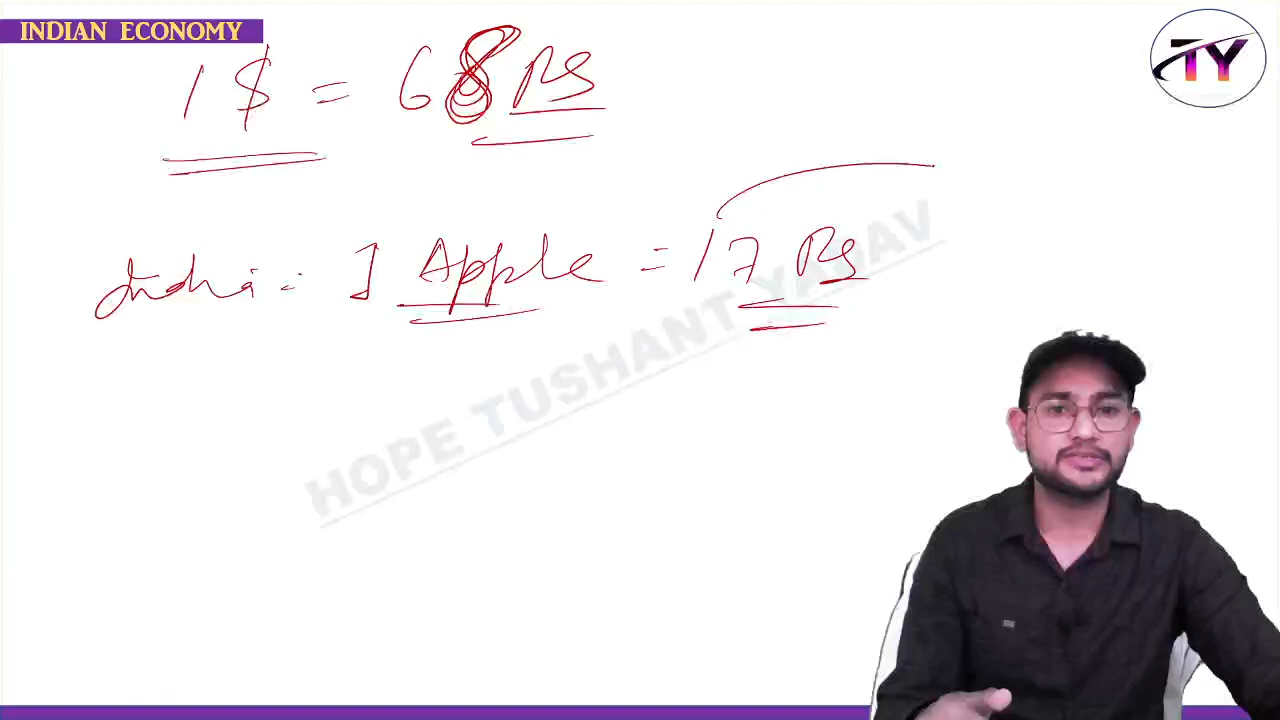 INDIAN ECONOMY
TY
1 $ = 68 Rs
India :- 1 Apple = 17 Rs
HOPE TUSHANT YADAV